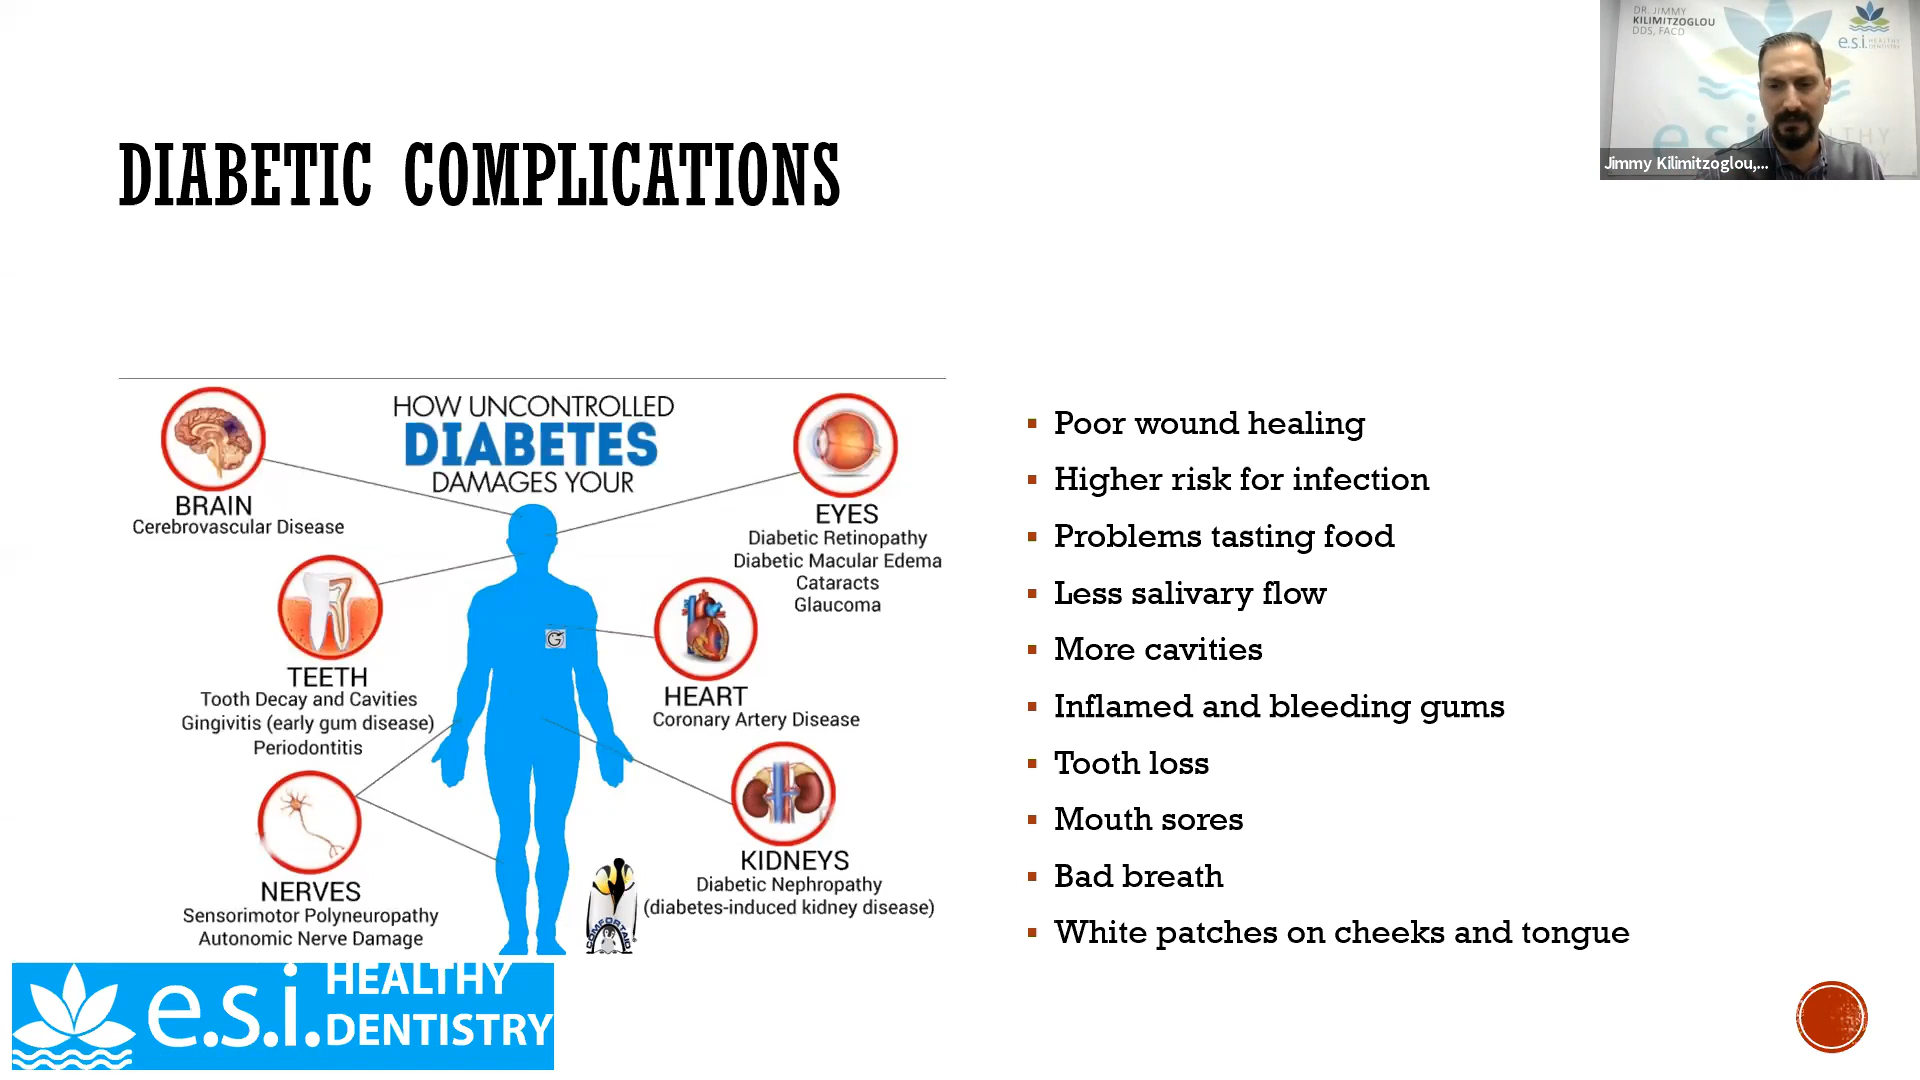 DIABETIC COMPLICATIONS
DR. JIMMY
KILIMITZOGLOU
DDS, FACD
e.s.i. HEALTHY
DENTISTRY
Jimmy Kilimitzoglou,...
HOW UNCONTROLLED
DIABETES
DAMAGES YOUR
BRAIN
Cerebrovascular Disease
EYES
Diabetic Retinopathy
Diabetic Macular Edema
Cataracts
Glaucoma
TEETH
Tooth Decay and Cavities
Gingivitis (early gum disease)
Periodontitis
HEART
Coronary Artery Disease
NERVES
Sensorimotor Polyneuropathy
Autonomic Nerve Damage
KIDNEYS
Diabetic Nephropathy
(diabetes-induced kidney disease)
COMFORTAID
Poor wound healing
Higher risk for infection
Problems tasting food
Less salivary flow
More cavities
Inflamed and bleeding gums
Tooth loss
Mouth sores
Bad breath
White patches on cheeks and tongue
e.s.i. HEALTHY
DENTISTRY